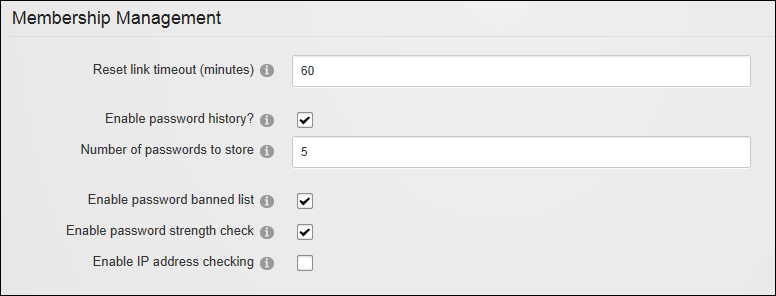 Membership Management
Reset link timeout (minutes) 60
Enable password history?
Number of passwords to store 5
Enable password banned list
Enable password strength check
Enable IP address checking